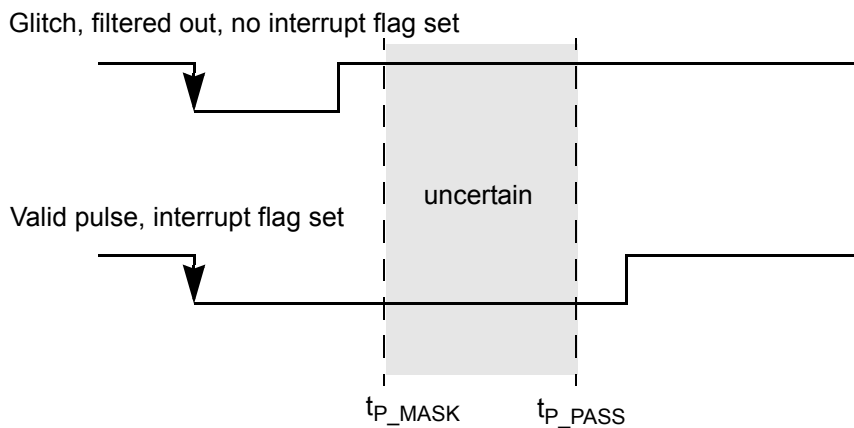 Glitch, filtered out, no interrupt flag set
uncertain
Valid pulse, interrupt flag set
tP_MASK tP_PASS